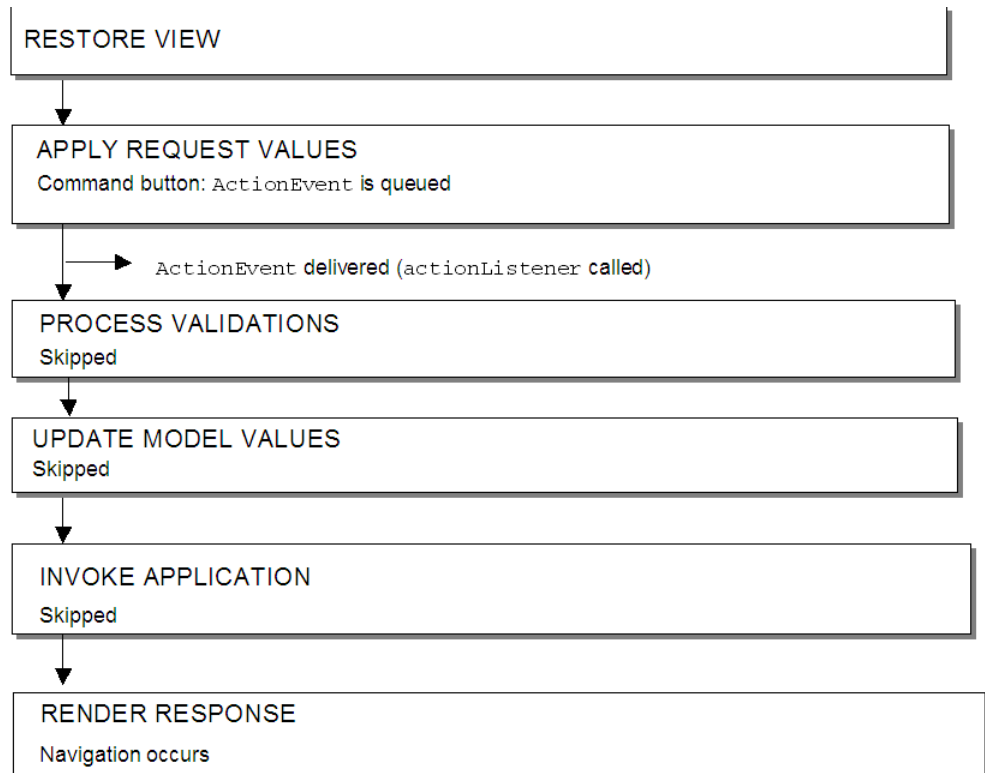 RESTORE VIEW
APPLY REQUEST VALUES
Command button: ActionEvent is queued
ActionEvent delivered (actionListener called)
PROCESS VALIDATIONS
Skipped
UPDATE MODEL VALUES
Skipped
INVOKE APPLICATION
Skipped
RENDER RESPONSE
Navigation occurs